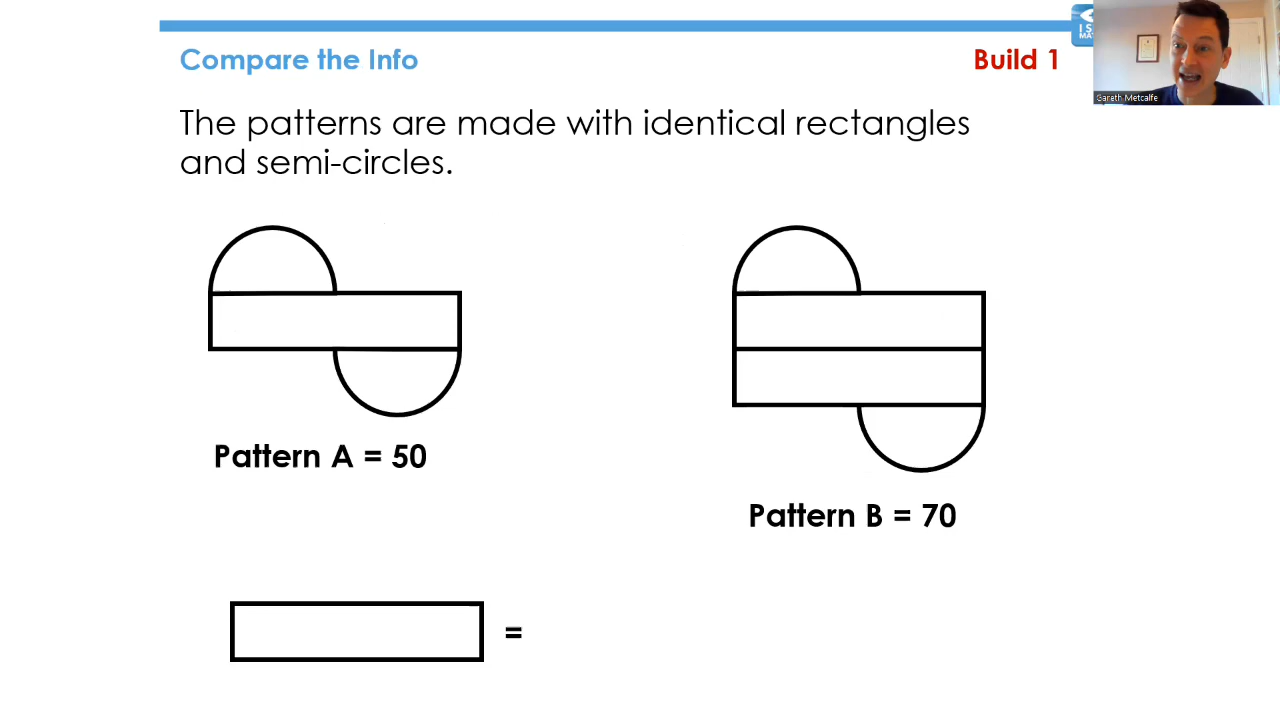 Compare the Info
Build 1
The patterns are made with identical rectangles
and semi-circles.
Pattern A = 50
Pattern B = 70
=
Gareth Metcalfe